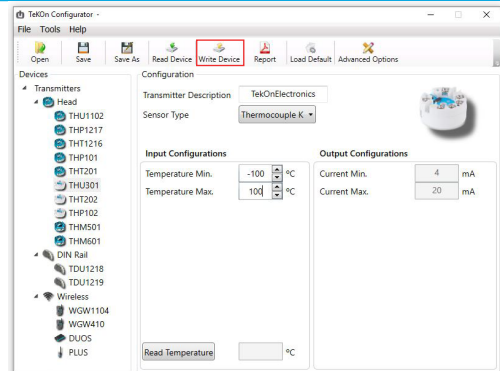 TeKOn Configurator -
File Tools Help
Open Save Save As Read Device Write Device Report Load Default Advanced Options
Devices
Transmitters
Head
THU1102
THP1217
THT1216
THP101
THT201
THU301
THT202
THP102
THM501
THM601
DIN Rail
TDU1218
TDU1219
Wireless
WGW1104
WGW410
DUOS
PLUS
Configuration
Transmitter Description TekOnElectronics
Sensor Type Thermocouple K
Input Configurations
Temperature Min. -100 ºC
Temperature Max. 100 ºC
Read Temperature ºC
Output Configurations
Current Min. 4 mA
Current Max. 20 mA